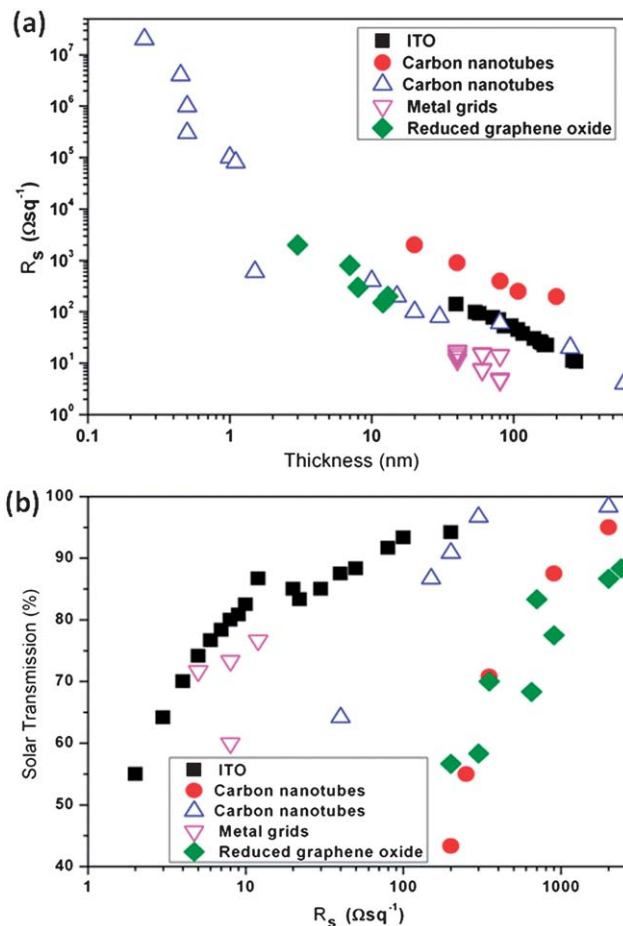 (a)
10⁷
10⁶
10⁵
10⁴
10³
10²
10¹
10⁰
Rs (Ωsq⁻¹)
ITO
Carbon nanotubes
Carbon nanotubes
Metal grids
Reduced graphene oxide
0.1 1 10 100
Thickness (nm)
(b)
100
90
80
70
60
50
40
Solar Transmission (%)
ITO
Carbon nanotubes
Carbon nanotubes
Metal grids
Reduced graphene oxide
1 10 100 1000
Rs (Ωsq⁻¹)